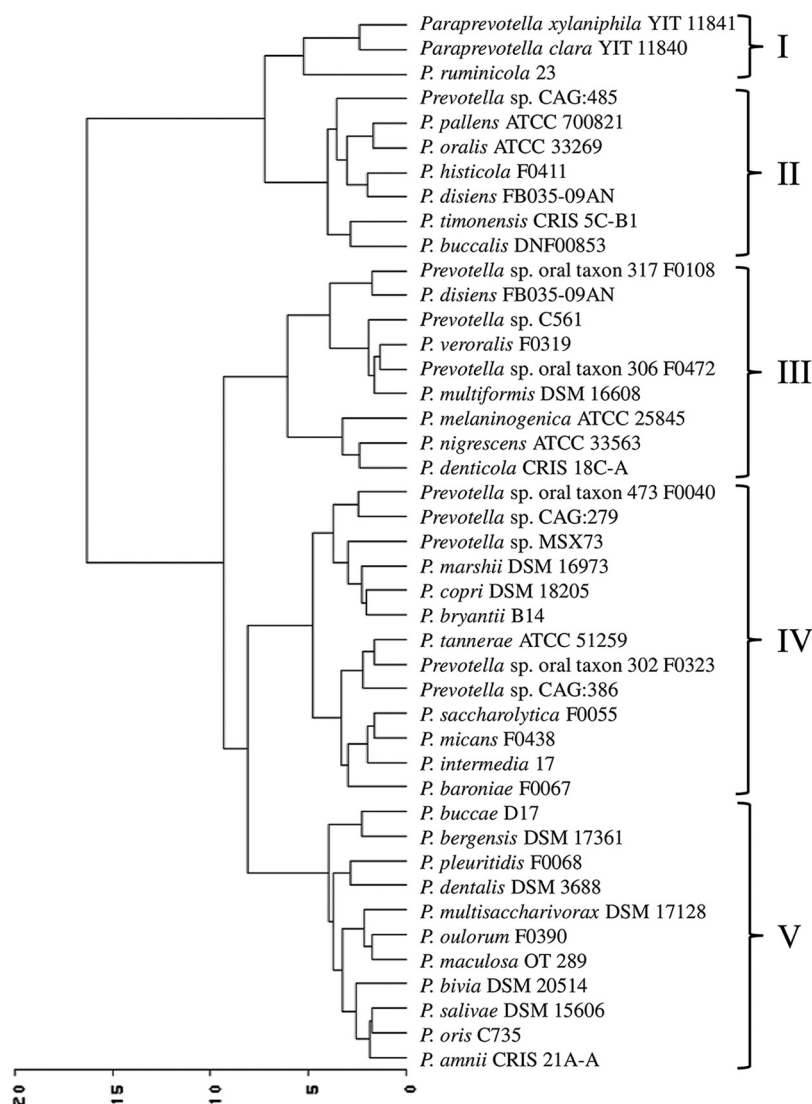 Paraprevotella xylaniphila YIT 11841
Paraprevotella clara YIT 11840
P. ruminicola 23
I
Prevotella sp. CAG:485
P. pallens ATCC 700821
P. oralis ATCC 33269
P. histicola F0411
P. disiens FB035-09AN
P. timonensis CRIS 5C-B1
P. buccalis DNF00853
II
Prevotella sp. oral taxon 317 F0108
P. disiens FB035-09AN
Prevotella sp. C561
P. veroralis F0319
Prevotella sp. oral taxon 306 F0472
P. multiformis DSM 16608
P. melaninogenica ATCC 25845
P. nigrescens ATCC 33563
P. denticola CRIS 18C-A
III
Prevotella sp. oral taxon 473 F0040
Prevotella sp. CAG:279
Prevotella sp. MSX73
P. marshii DSM 16973
P. copri DSM 18205
P. bryantii B14
P. tannerae ATCC 51259
Prevotella sp. oral taxon 302 F0323
Prevotella sp. CAG:386
P. saccharolytica F0055
P. micans F0438
P. intermedia 17
P. baroniae F0067
IV
P. buccae D17
P. bergensis DSM 17361
P. pleuritidis F0068
P. dentalis DSM 3688
P. multisaccharivorax DSM 17128
P. oulorum F0390
P. maculosa OT 289
P. bivia DSM 20514
P. salivae DSM 15606
P. oris C735
P. amnii CRIS 21A-A
V
20 15 10 5 0